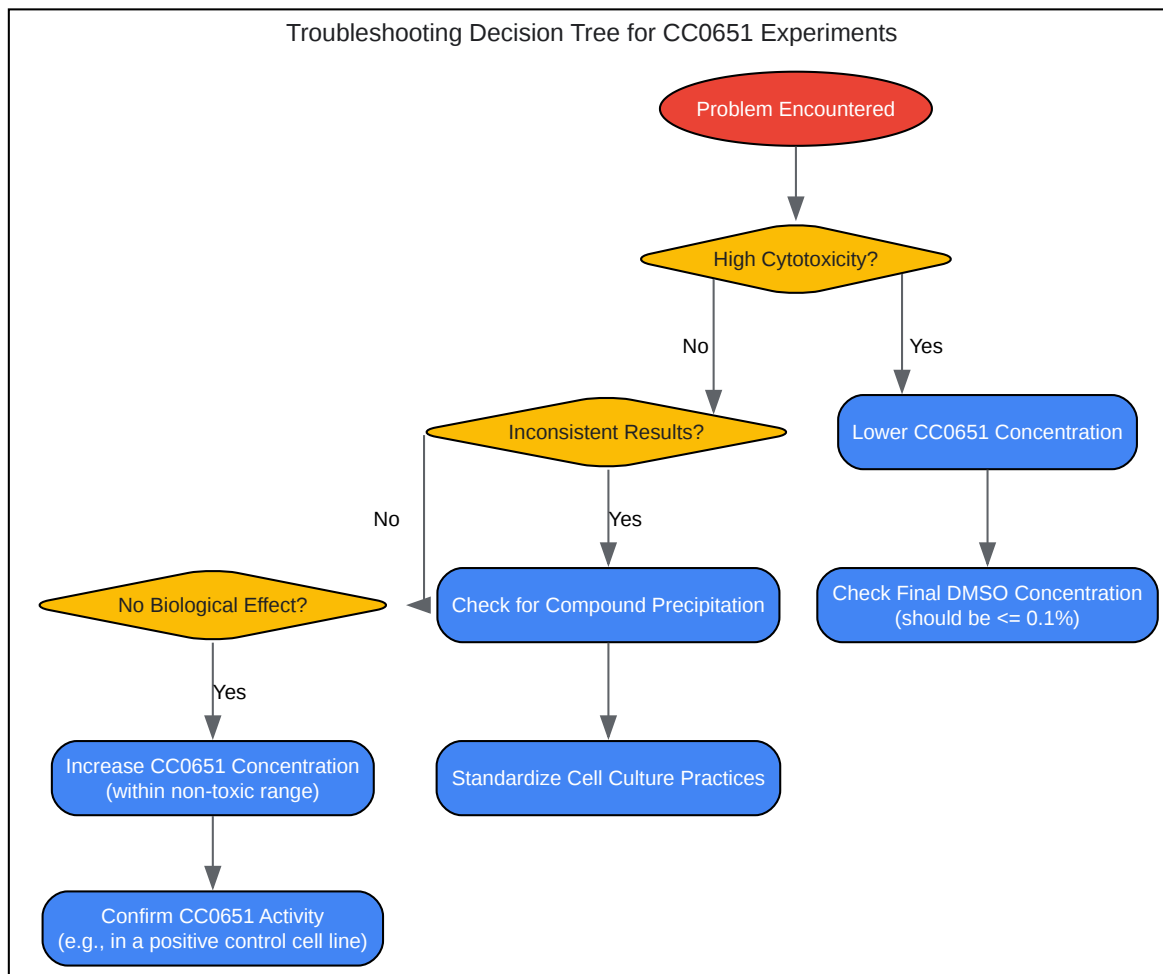 Troubleshooting Decision Tree for CC0651 Experiments
Problem Encountered
High Cytotoxicity?
No
Yes
Inconsistent Results?
Lower CC0651 Concentration
No
Yes
No Biological Effect?
Check for Compound Precipitation
Check Final DMSO Concentration
(should be <= 0.1%)
Yes
Increase CC0651 Concentration
(within non-toxic range)
Standardize Cell Culture Practices
Confirm CC0651 Activity
(e.g., in a positive control cell line)